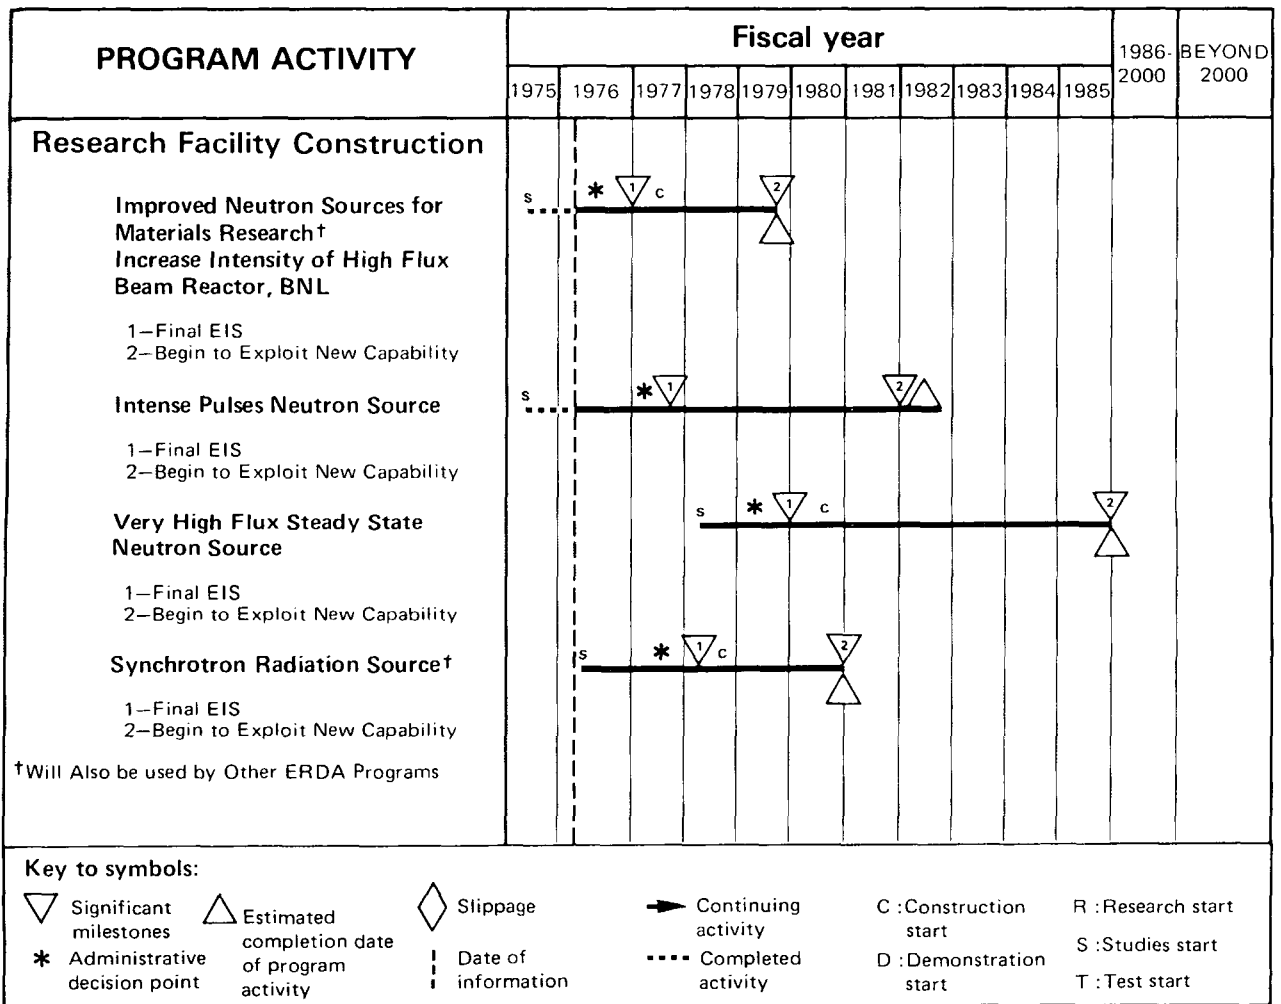 PROGRAM ACTIVITY
Fiscal year
1975 1976 1977 1978 1979 1980 1981 1982 1983 1984 1985
1986-
2000
BEYOND
2000
Research Facility Construction
Improved Neutron Sources for
Materials Research†
Increase Intensity of High Flux
Beam Reactor, BNL
S * 1 C 2
1—Final EIS
2—Begin to Exploit New Capability
Intense Pulses Neutron Source
S * 1 2
1—Final EIS
2—Begin to Exploit New Capability
Very High Flux Steady State
Neutron Source
S * 1 C 2
1—Final EIS
2—Begin to Exploit New Capability
Synchrotron Radiation Source†
S * 1 C 2
1—Final EIS
2—Begin to Exploit New Capability
†Will Also be used by Other ERDA Programs
Key to symbols:
Significant
milestones
* Administrative
decision point
Estimated
completion date
of program
activity
Slippage
Date of
information
Continuing
activity
Completed
activity
C :Construction
start
D :Demonstration
start
R :Research start
S :Studies start
T :Test start